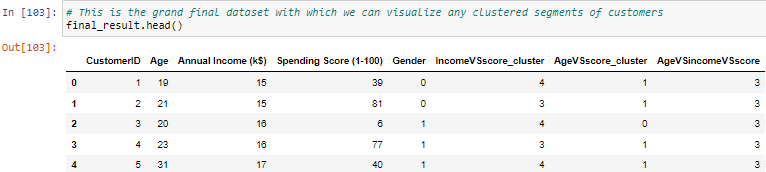 In [103]: # This is the grand final dataset with which we can visualize any clustered segments of customers
final_result.head()
Out[103]:
CustomerID Age Annual Income (k$) Spending Score (1-100) Gender IncomeVSscore_cluster AgeVSscore_cluster AgeVSincomeVSscore
0 1 19 15 39 0 4 1 3
1 2 21 15 81 0 3 1 3
2 3 20 16 6 1 4 0 3
3 4 23 16 77 1 3 1 3
4 5 31 17 40 1 4 1 3